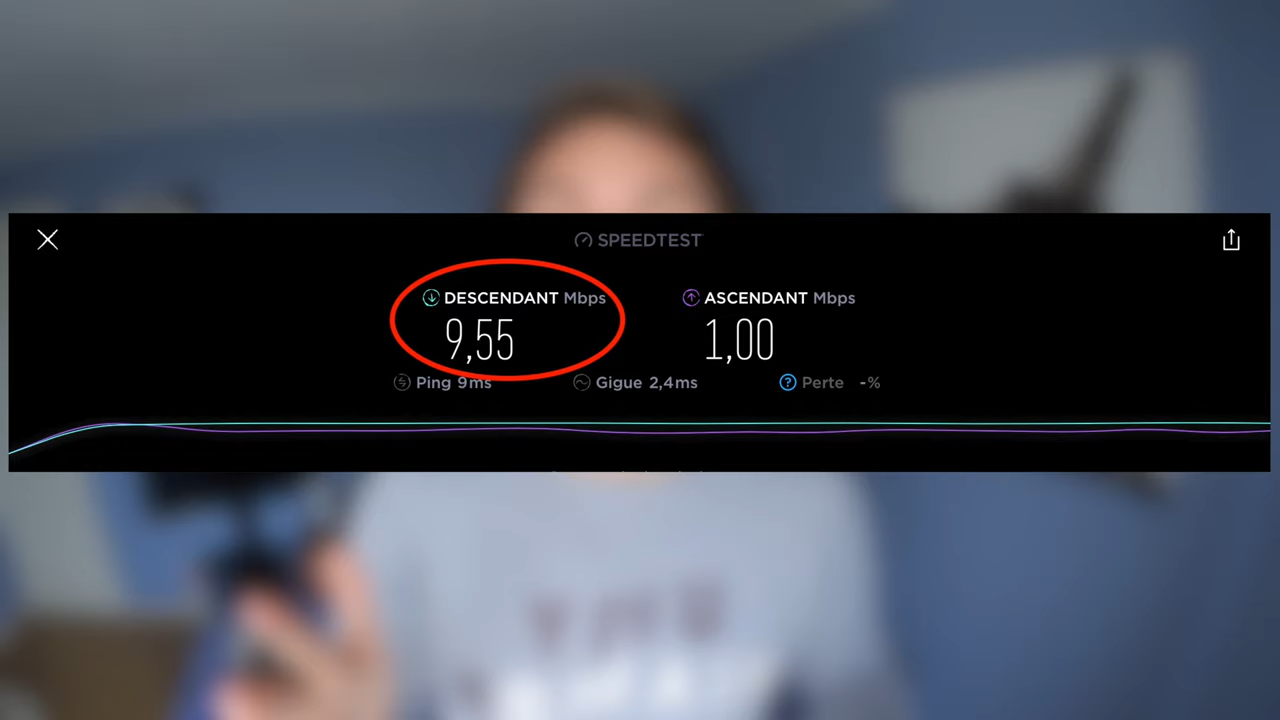 SPEEDTEST
DESCENDANT Mbps
9,55
ASCENDANT Mbps
1,00
Ping 9ms
Gigue 2,4ms
Perte -%